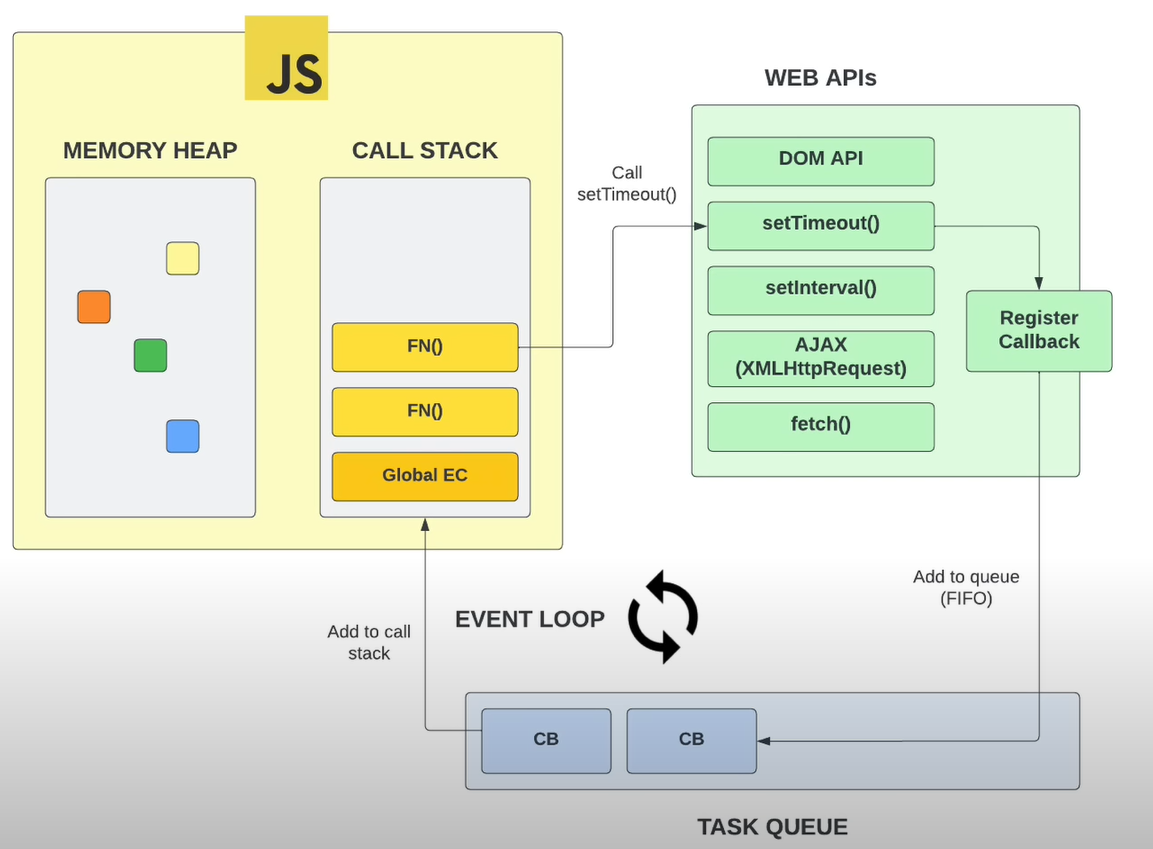 JS
WEB APIs
MEMORY HEAP
CALL STACK
Call
setTimeout()
DOM API
setTimeout()
setInterval()
AJAX
(XMLHttpRequest)
fetch()
Register
Callback
FN()
FN()
Global EC
Add to queue
(FIFO)
EVENT LOOP
Add to call
stack
CB
CB
TASK QUEUE